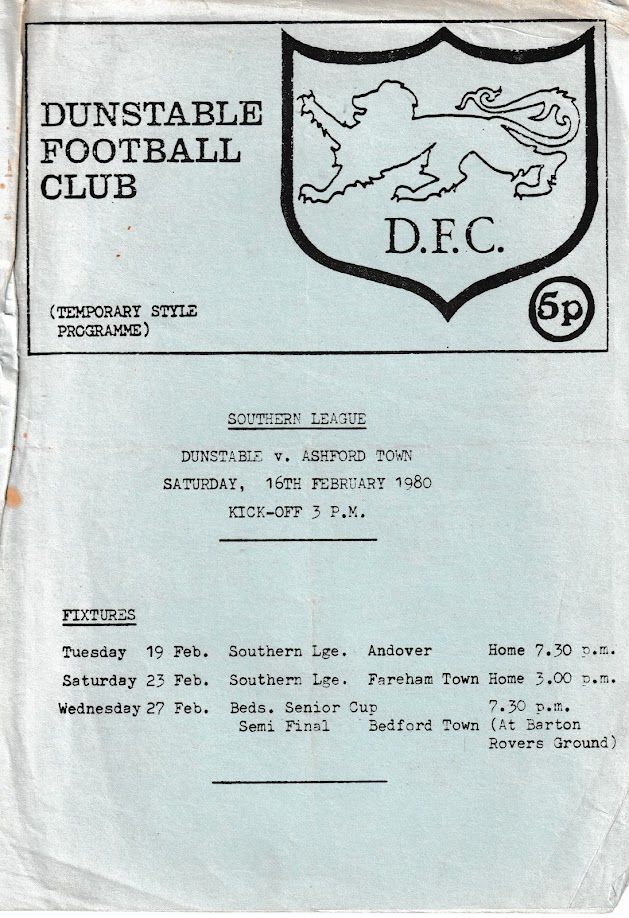 DUNSTABLE
FOOTBALL
CLUB
D.F.C.
(TEMPORARY STYLE
PROGRAMME)
5p
SOUTHERN LEAGUE
DUNSTABLE v. ASHFORD TOWN
SATURDAY, 16TH FEBRUARY 1980
KICK-OFF 3 P.M.
FIXTURES
Tuesday 19 Feb. Southern Lge. Andover Home 7.30 p.m.
Saturday 23 Feb. Southern Lge. Fareham Town Home 3.00 p.m.
Wednesday 27 Feb. Beds. Senior Cup 7.30 p.m.
Semi Final Bedford Town (At Barton
Rovers Ground)